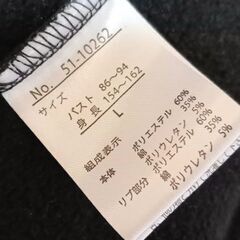 No. 51-10262
サイズ
バスト 86～94
身長 154～162
L
組成表示
本体 ポリエステル 60%
綿 35%
ポリウレタン 5%
リブ部分 ポリエステル 60%
綿 35%
ポリウレタン 5%